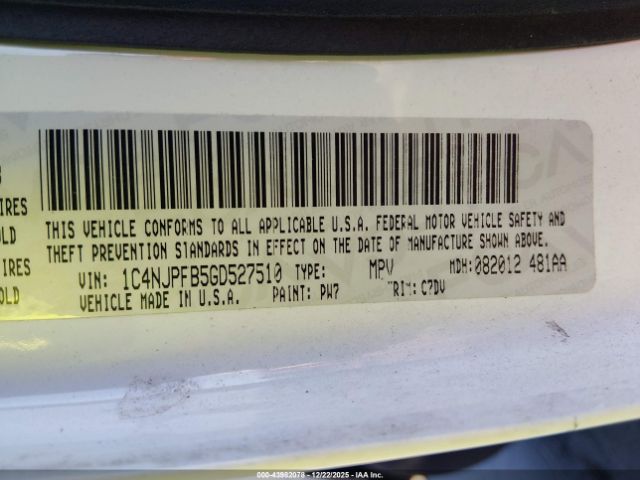 IRES
OLD
IRES
OLD
THIS VEHICLE CONFORMS TO ALL APPLICABLE U.S.A. FEDERAL MOTOR VEHICLE SAFETY AND
THEFT PREVENTION STANDARDS IN EFFECT ON THE DATE OF MANUFACTURE SHOWN ABOVE.
VIN: 1C4NJPFB5GD527510 TYPE: MPV MDH:082012 481AA
VEHICLE MADE IN U.S.A. PAINT: PW7 TRIM: C7DV
000-43982078 - 12/22/2025 - IAA Inc.